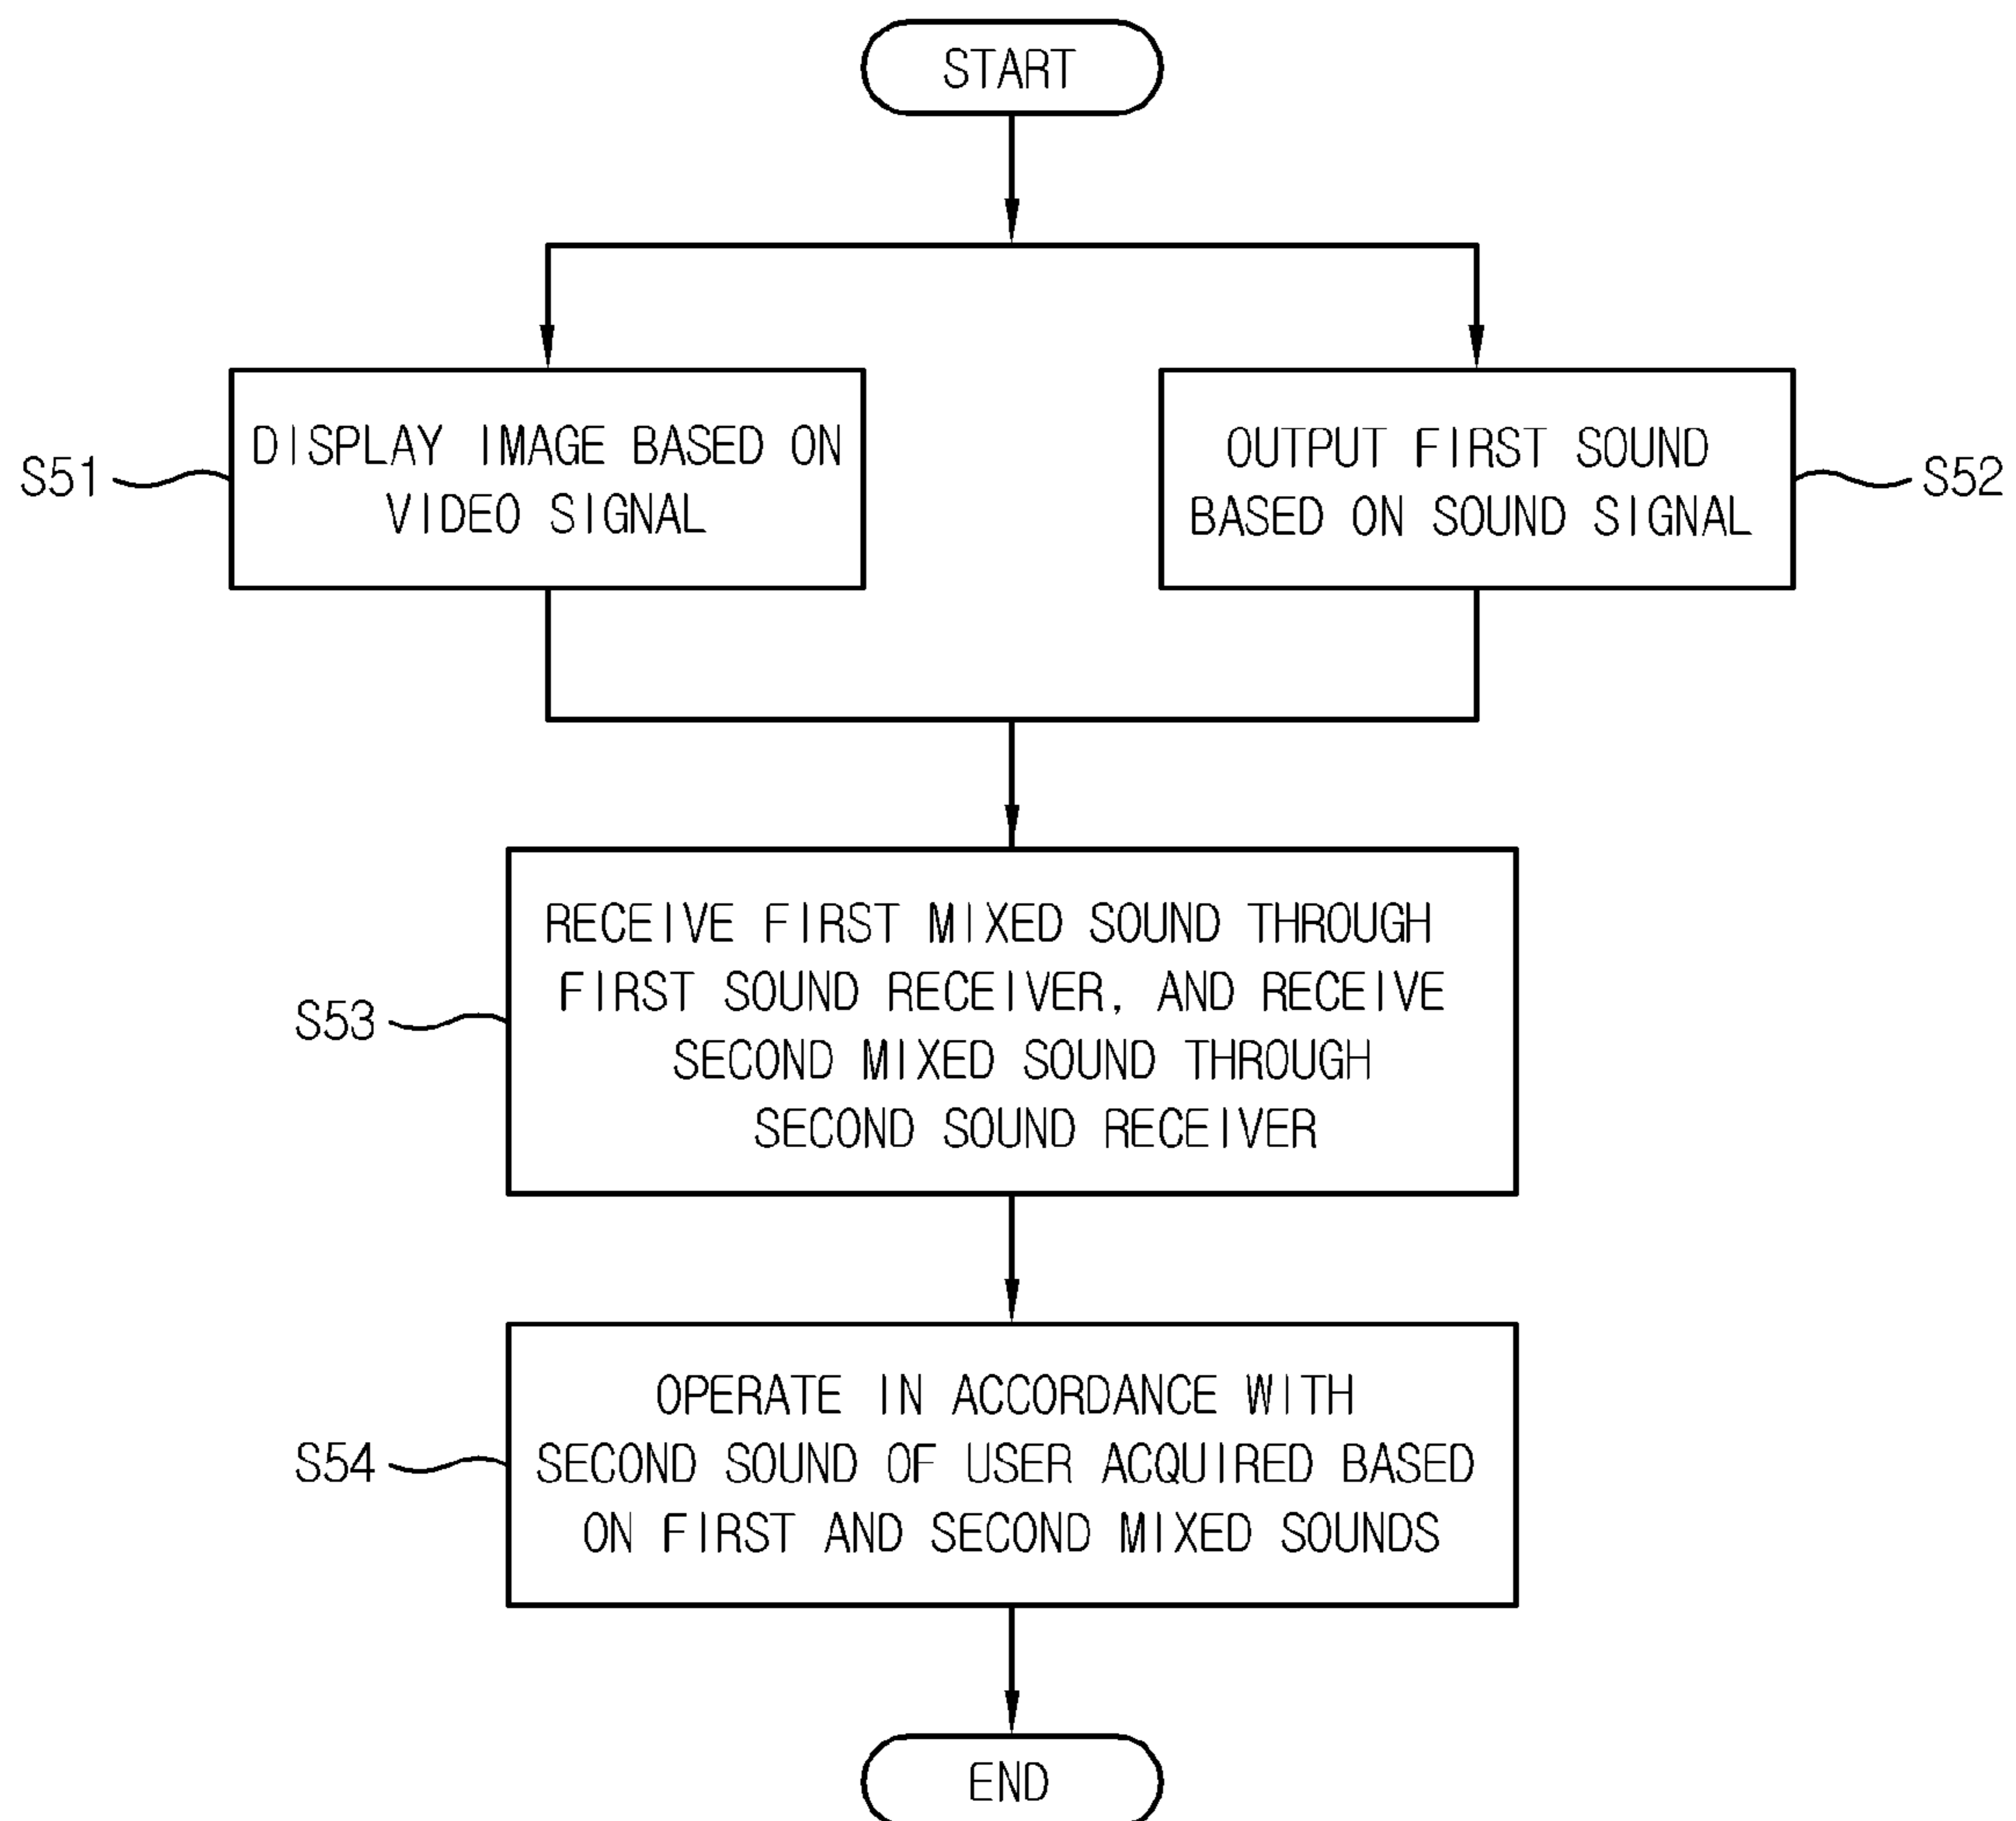 START
DISPLAY IMAGE BASED ON
VIDEO SIGNAL
S51
OUTPUT FIRST SOUND
BASED ON SOUND SIGNAL
S52
RECEIVE FIRST MIXED SOUND THROUGH
FIRST SOUND RECEIVER, AND RECEIVE
SECOND MIXED SOUND THROUGH
SECOND SOUND RECEIVER
S53
OPERATE IN ACCORDANCE WITH
SECOND SOUND OF USER ACQUIRED BASED
ON FIRST AND SECOND MIXED SOUNDS
S54
END